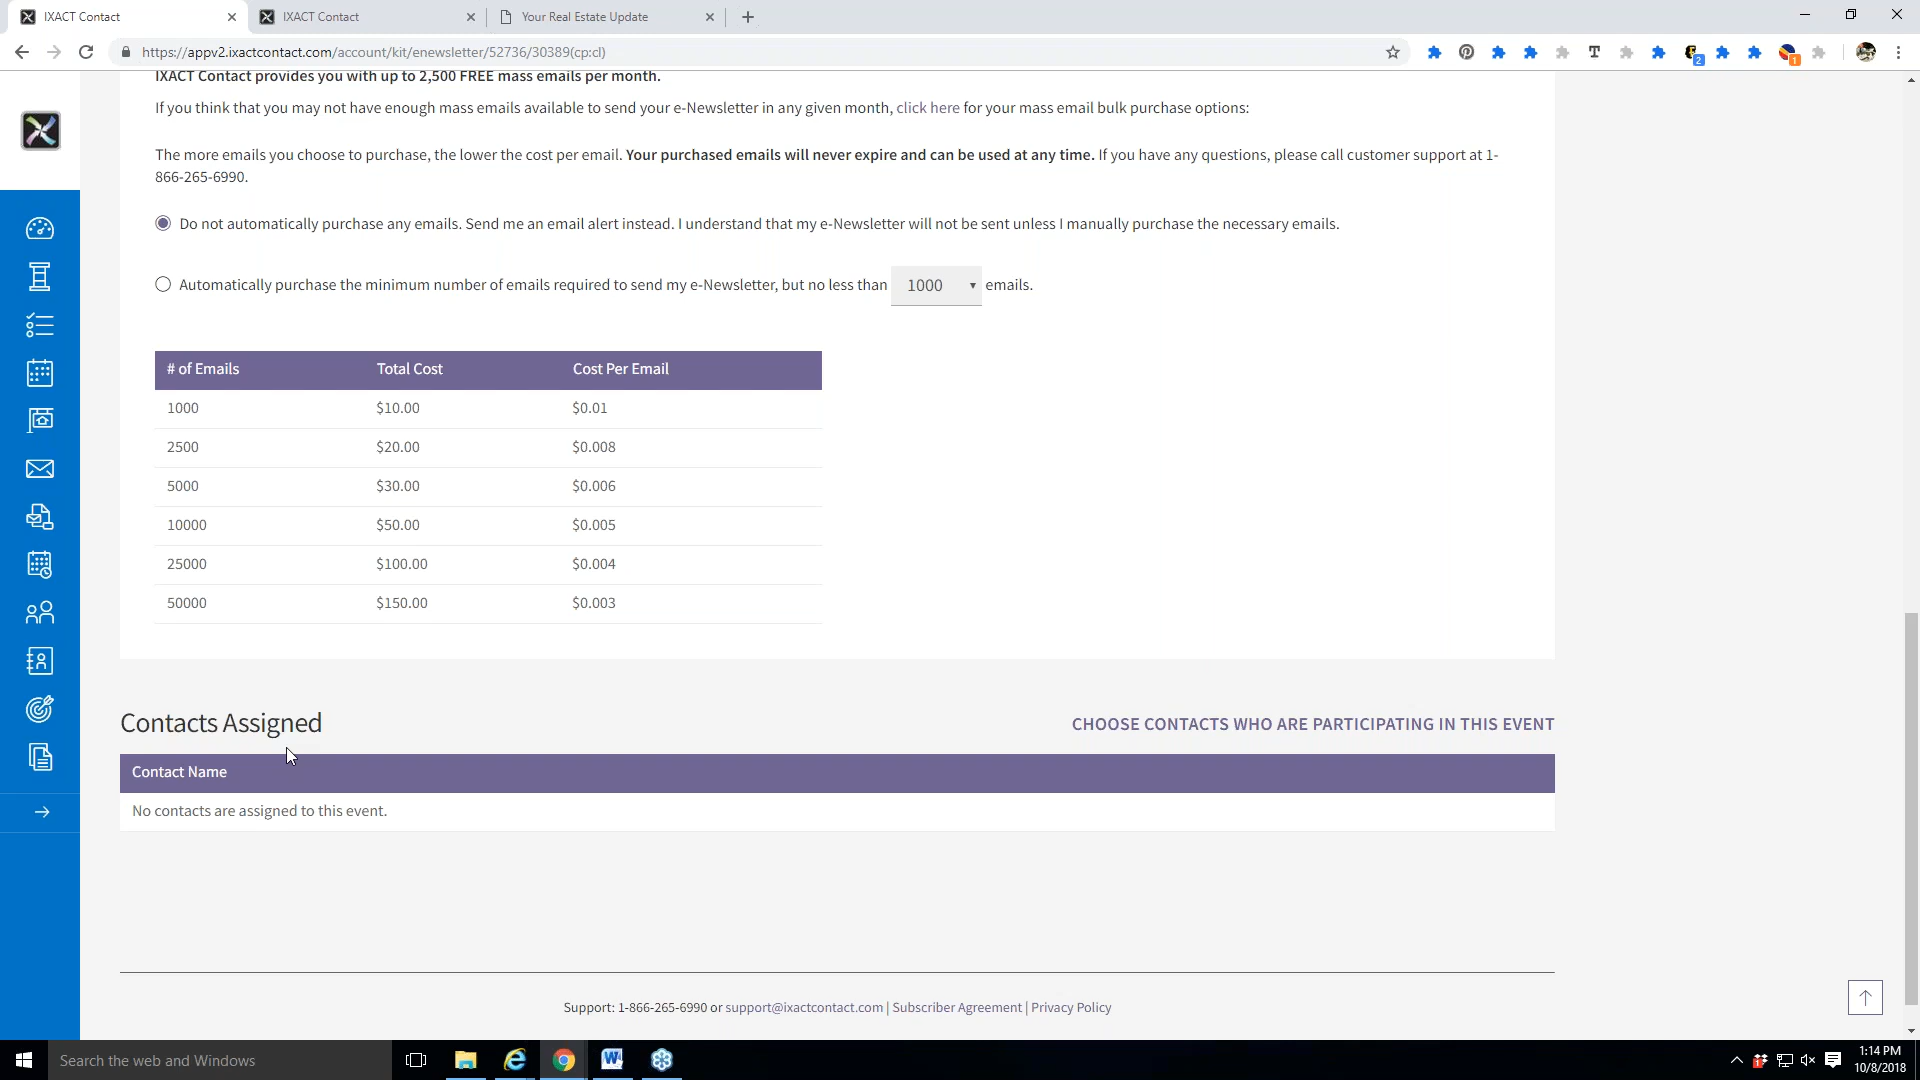 IXACT Contact
IXACT Contact
Your Real Estate Update
https://appv2.ixactcontact.com/account/kit/enewsletter/52736/30389(cp:cl)
IXACT Contact provides you with up to 2,500 FREE mass emails per month.
If you think that you may not have enough mass emails available to send your e-Newsletter in any given month, click here for your mass email bulk purchase options:
The more emails you choose to purchase, the lower the cost per email. Your purchased emails will never expire and can be used at any time. If you have any questions, please call customer support at 1-
866-265-6990.
Do not automatically purchase any emails. Send me an email alert instead. I understand that my e-Newsletter will not be sent unless I manually purchase the necessary emails.
Automatically purchase the minimum number of emails required to send my e-Newsletter, but no less than 1000 emails.
# of Emails Total Cost Cost Per Email
1000 $10.00 $0.01
2500 $20.00 $0.008
5000 $30.00 $0.006
10000 $50.00 $0.005
25000 $100.00 $0.004
50000 $150.00 $0.003
Contacts Assigned
CHOOSE CONTACTS WHO ARE PARTICIPATING IN THIS EVENT
Contact Name
No contacts are assigned to this event.
Support: 1-866-265-6990 or support@ixactcontact.com | Subscriber Agreement | Privacy Policy
Search the web and Windows
1:14 PM
10/8/2018